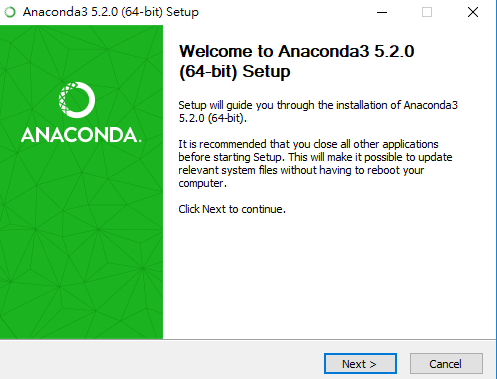 Anaconda3 5.2.0 (64-bit) Setup
Welcome to Anaconda3 5.2.0
(64-bit) Setup
ANACONDA.
Setup will guide you through the installation of Anaconda3
5.2.0 (64-bit).
It is recommended that you close all other applications
before starting Setup. This will make it possible to update
relevant system files without having to reboot your
computer.
Click Next to continue.
Next >
Cancel